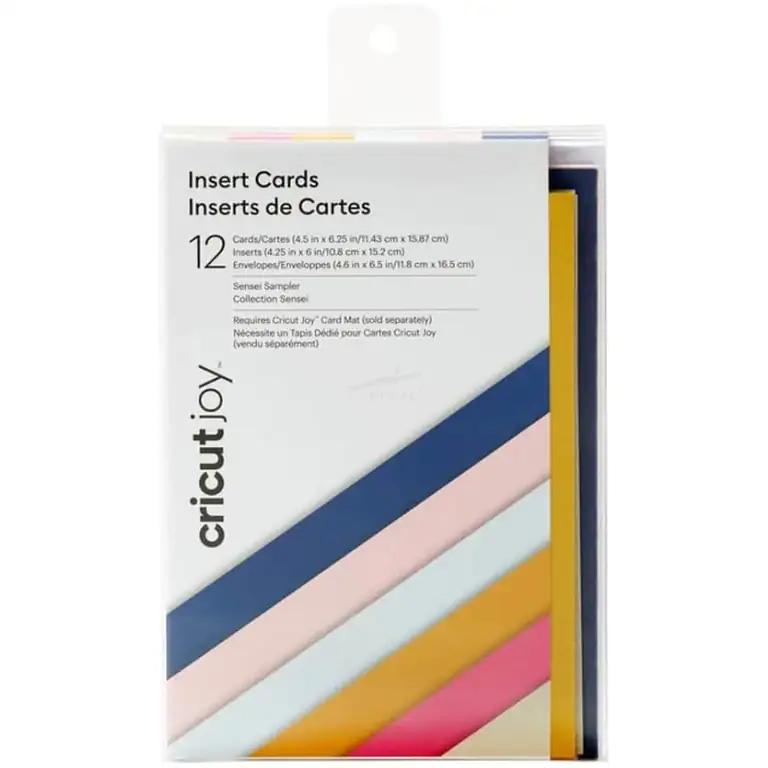 Insert Cards
Inserts de Cartes
12
Cards/Cartes (4.5 in x 6.25 in/11.43 cm x 15.87 cm)
Inserts (4.25 in x 6 in/10.8 cm x 15.2 cm)
Envelopes/Enveloppes (4.6 in x 6.5 in/11.8 cm x 16.5 cm)
Sensei Sampler
Collection Sensei
Requires Cricut Joy™ Card Mat (sold separately)
Nécessite un Tapis Dédié pour Cartes Cricut Joy
(vendu séparément)
cricut joy™